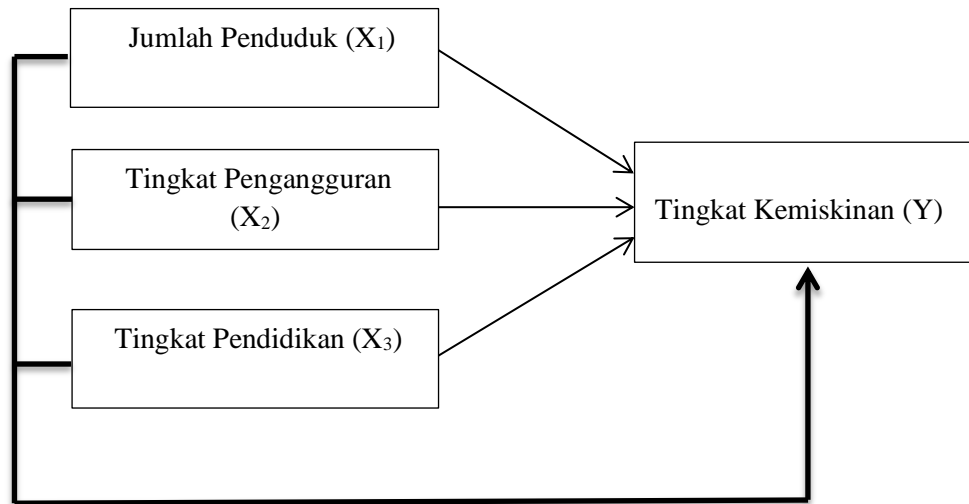 Jumlah Penduduk (X₁)
Tingkat Pengangguran
(X₂)
Tingkat Kemiskinan (Y)
Tingkat Pendidikan (X₃)